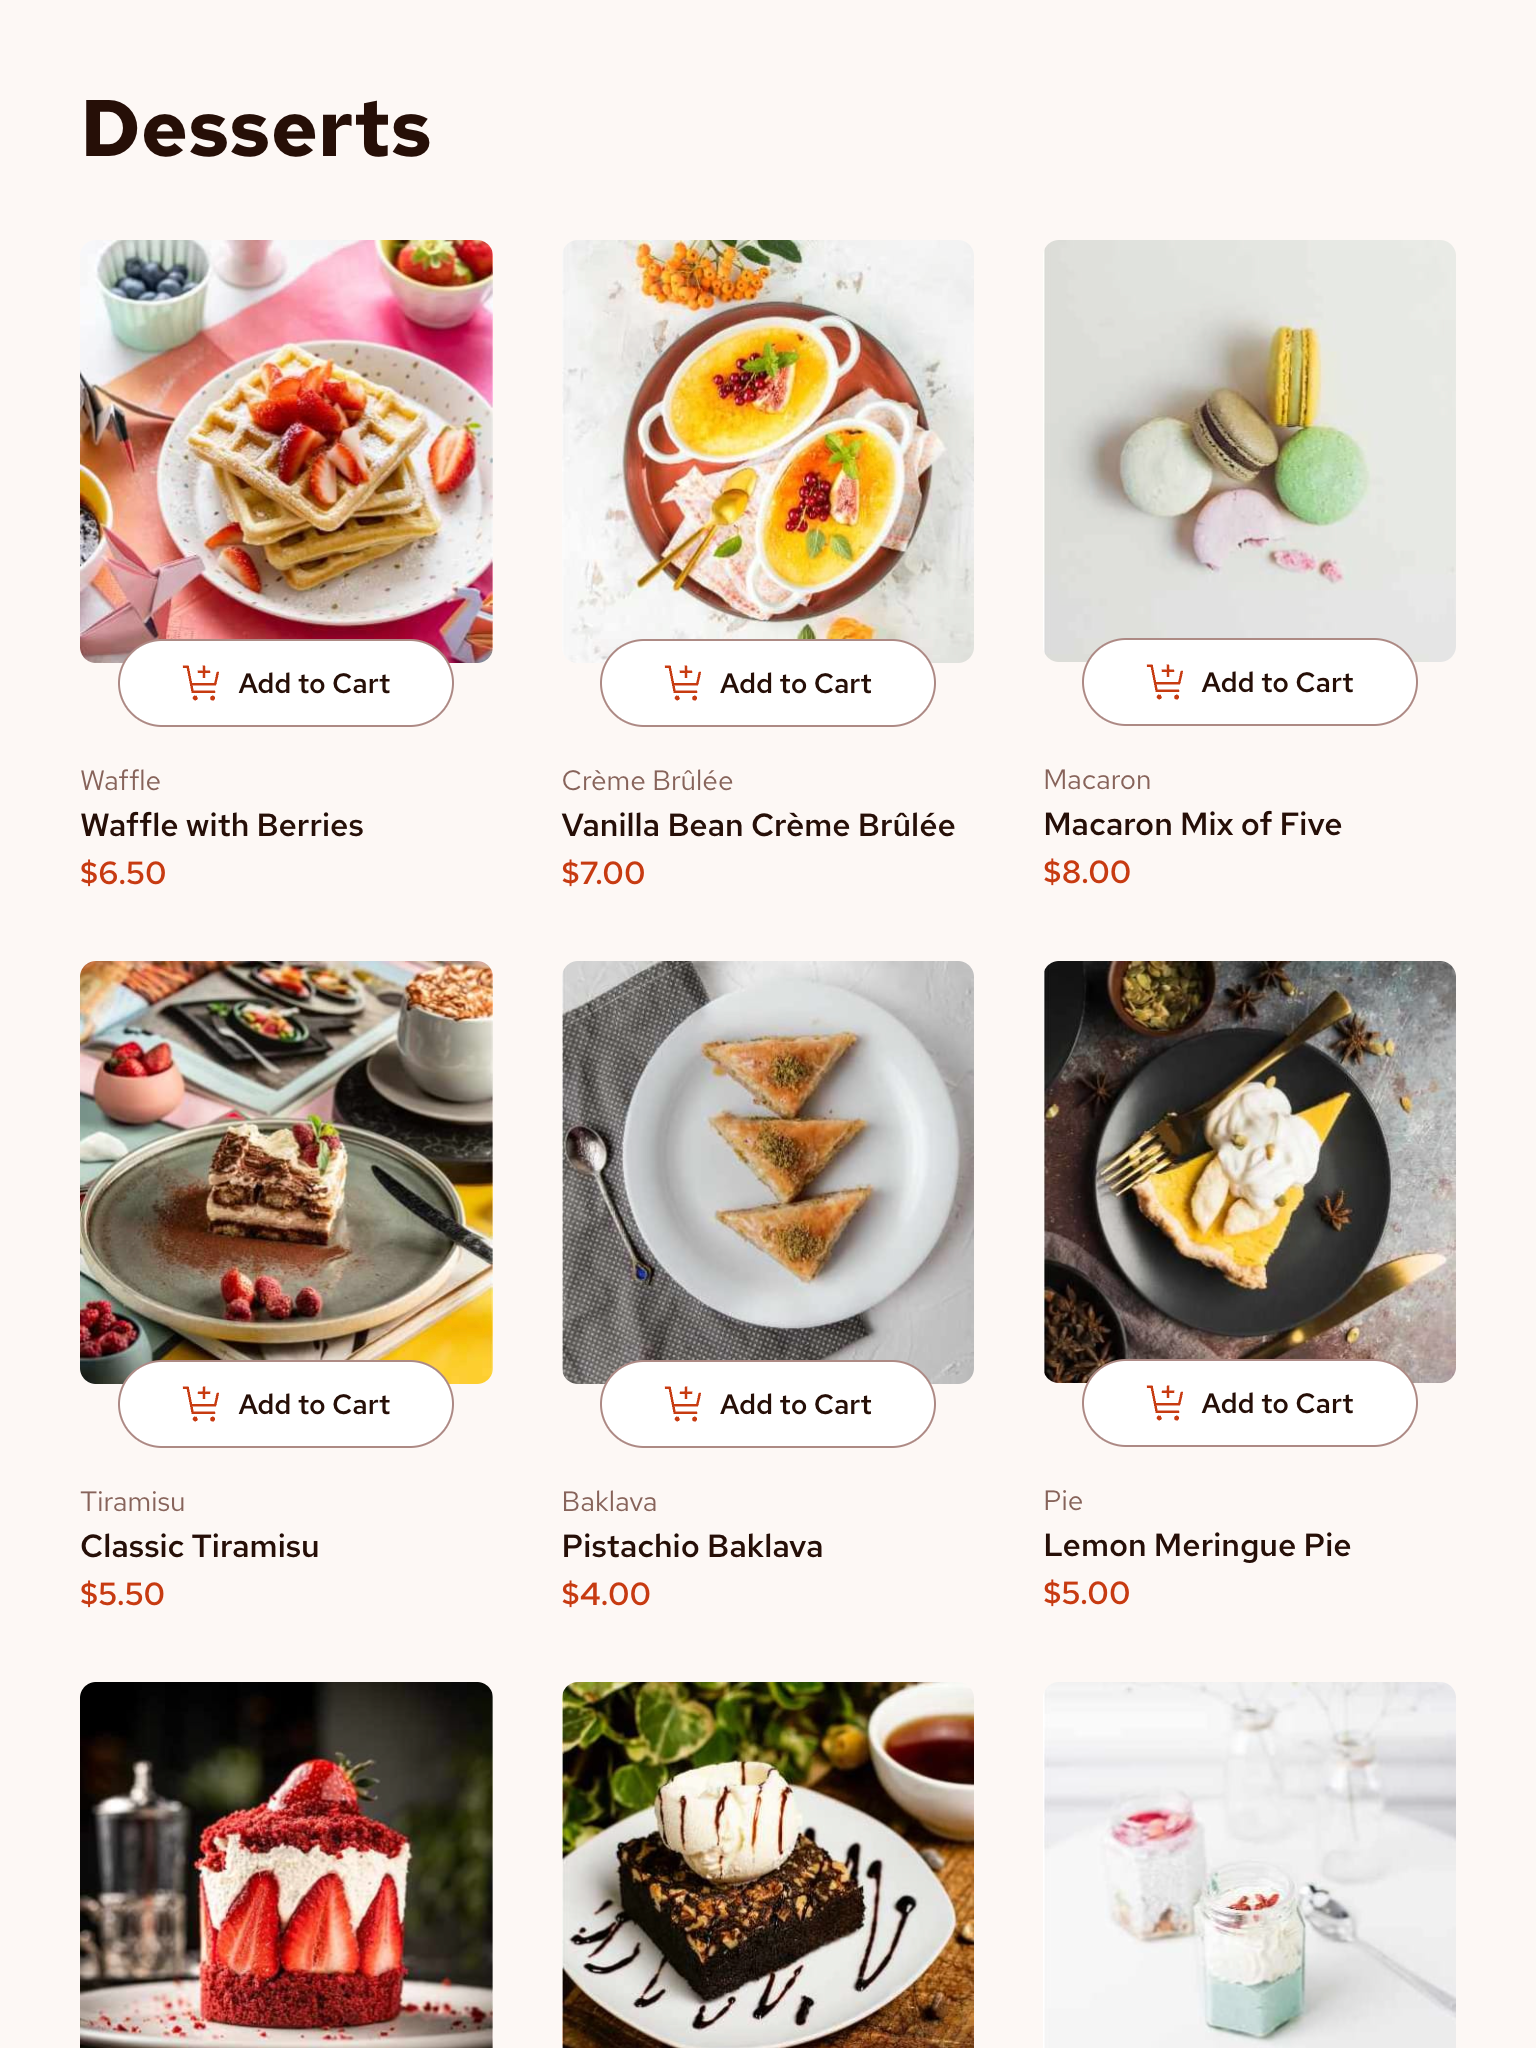 Desserts
Add to Cart
Add to Cart
Add to Cart
Waffle
Waffle with Berries
$6.50
Crème Brûlée
Vanilla Bean Crème Brûlée
$7.00
Macaron
Macaron Mix of Five
$8.00
Add to Cart
Add to Cart
Add to Cart
Tiramisu
Classic Tiramisu
$5.50
Baklava
Pistachio Baklava
$4.00
Pie
Lemon Meringue Pie
$5.00